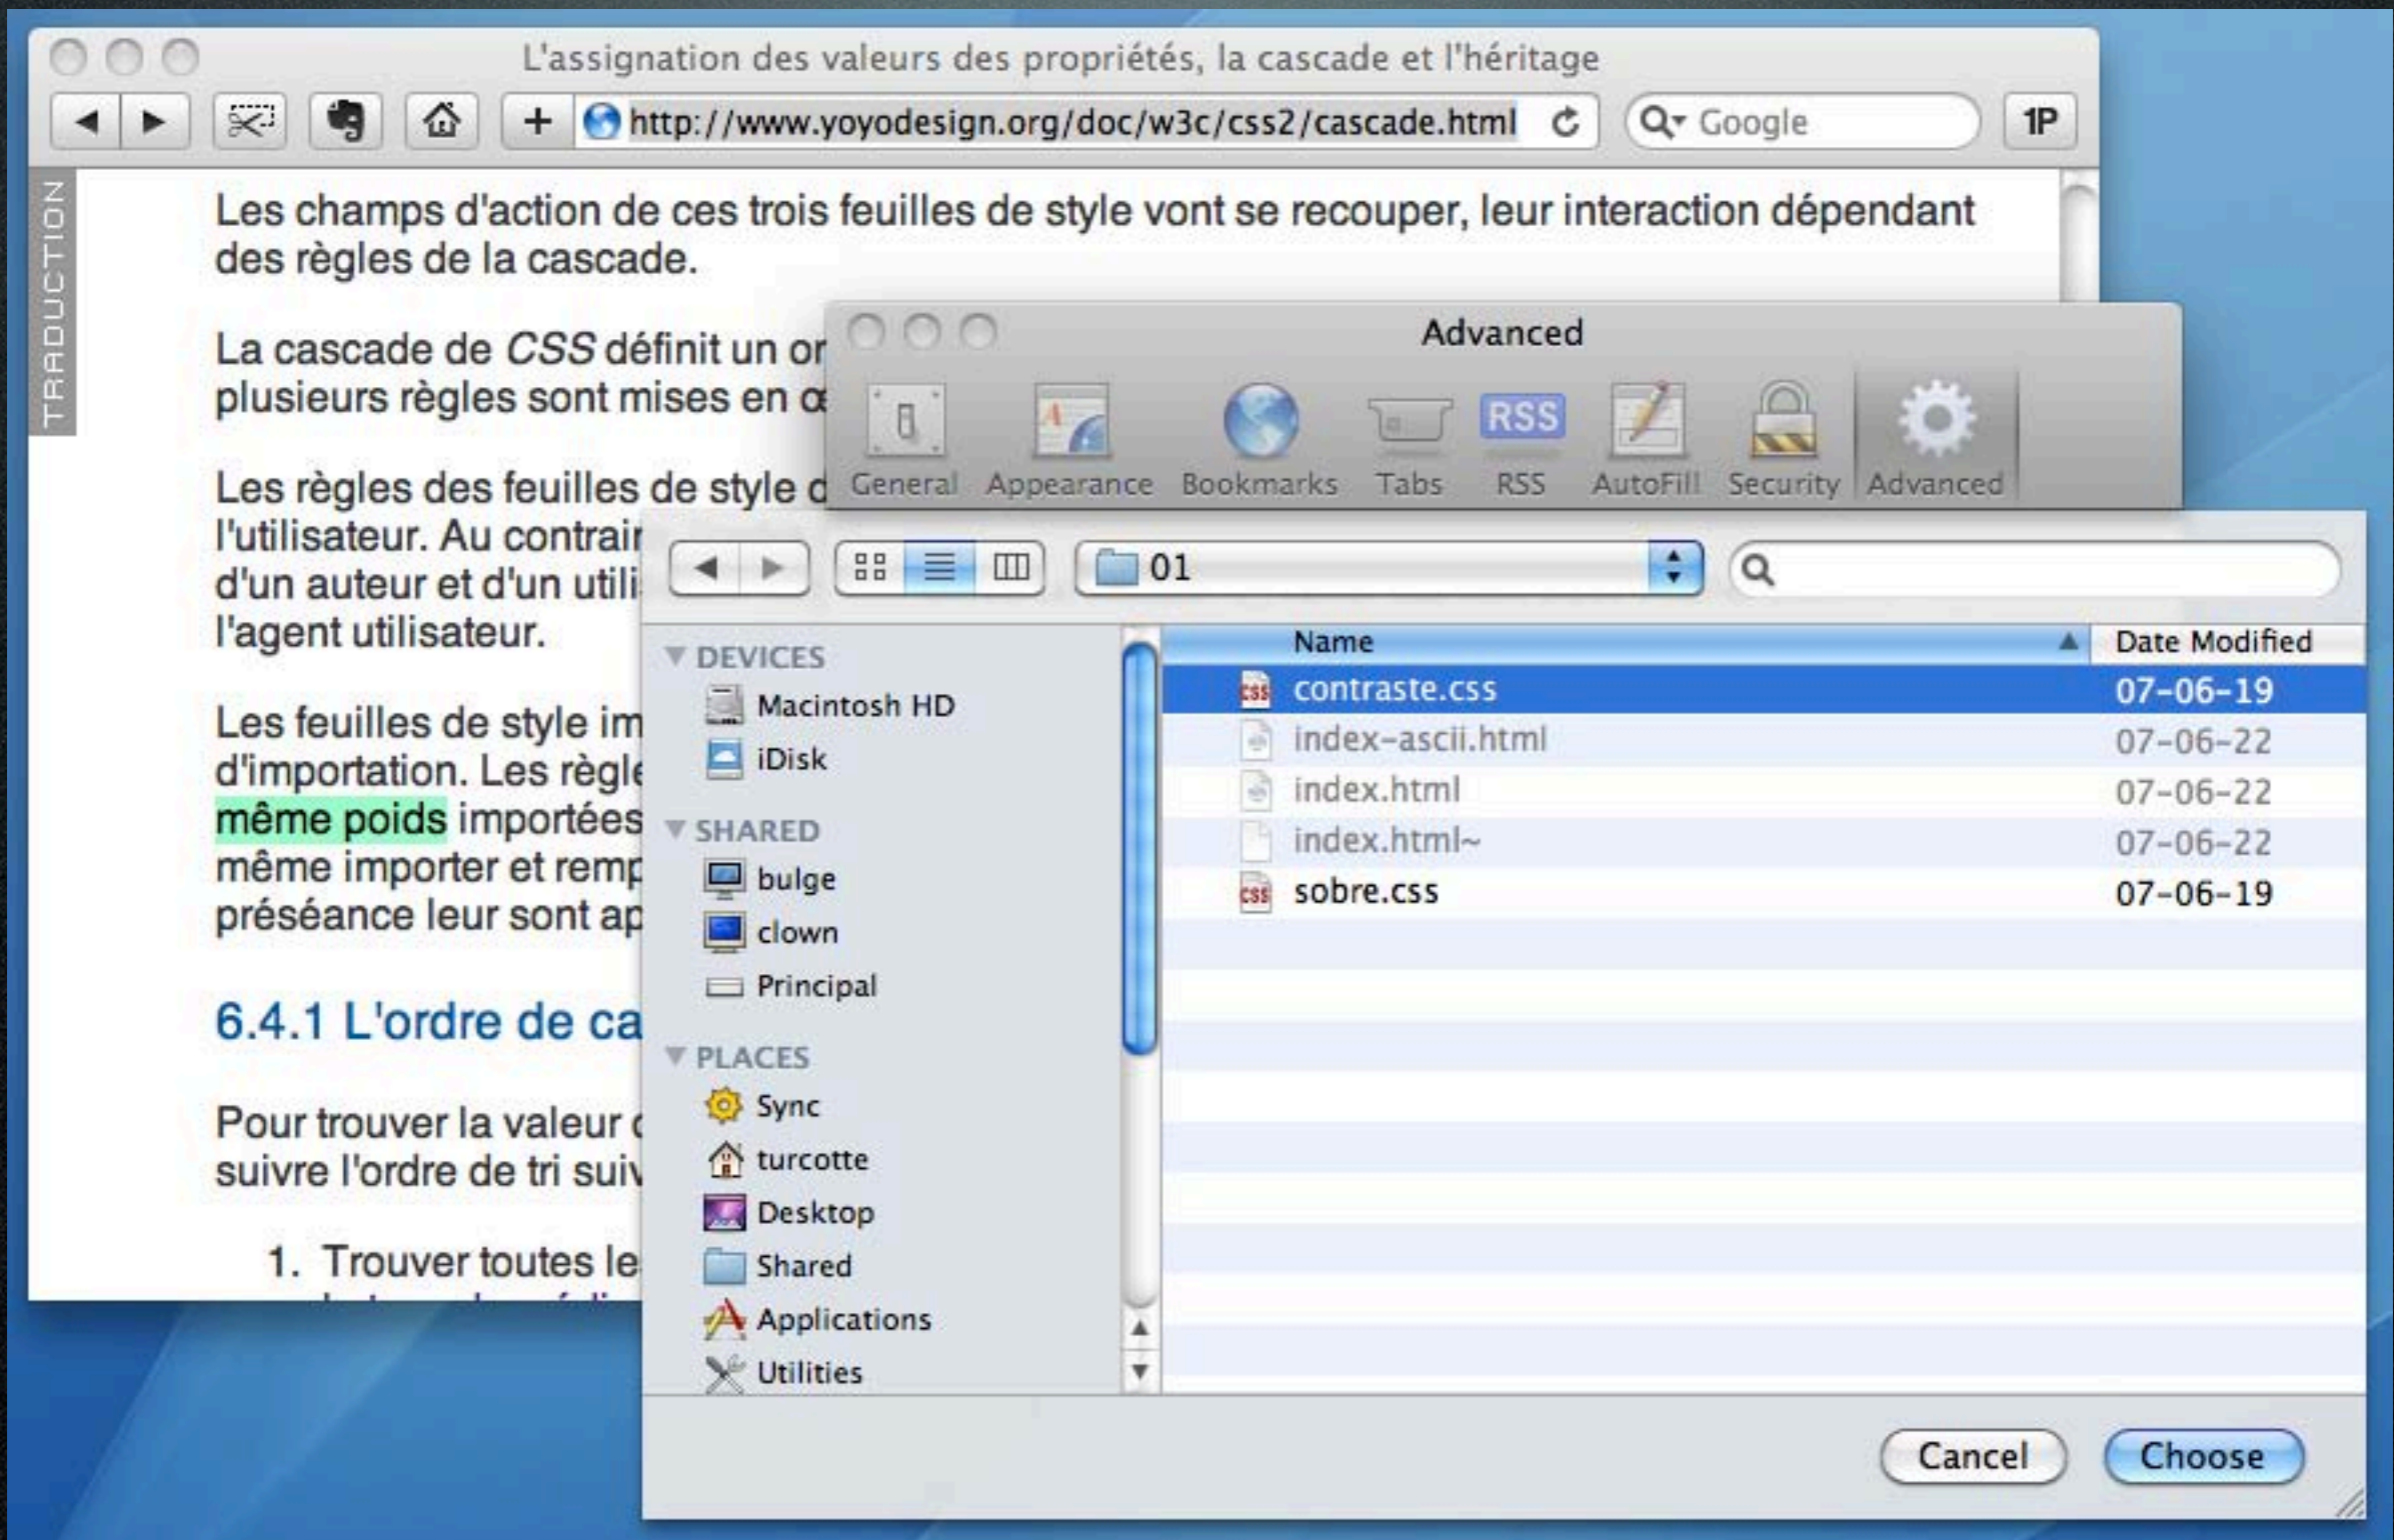 L'assignation des valeurs des propriétés, la cascade et l'héritage
http://www.yoyodesign.org/doc/w3c/css2/cascade.html
Google
1P
TRADUCTION
Les champs d'action de ces trois feuilles de style vont se recouper, leur interaction dépendant
des règles de la cascade.
La cascade de CSS définit un or
plusieurs règles sont mises en œ
Les règles des feuilles de style d
l'utilisateur. Au contrair
d'un auteur et d'un utili
l'agent utilisateur.
Les feuilles de style im
d'importation. Les règle
même poids importées
même importer et remp
préséance leur sont ap
6.4.1 L'ordre de ca
Pour trouver la valeur d
suivre l'ordre de tri suiv
1. Trouver toutes le
Advanced
RSS
General Appearance Bookmarks Tabs RSS AutoFill Security Advanced
01
DEVICES
Macintosh HD
iDisk
SHARED
bulge
clown
Principal
PLACES
Sync
turcotte
Desktop
Shared
Applications
Utilities
Name Date Modified
CSS contraste.css 07-06-19
index-ascii.html 07-06-22
index.html 07-06-22
index.html~ 07-06-22
CSS sobre.css 07-06-19
Cancel Choose